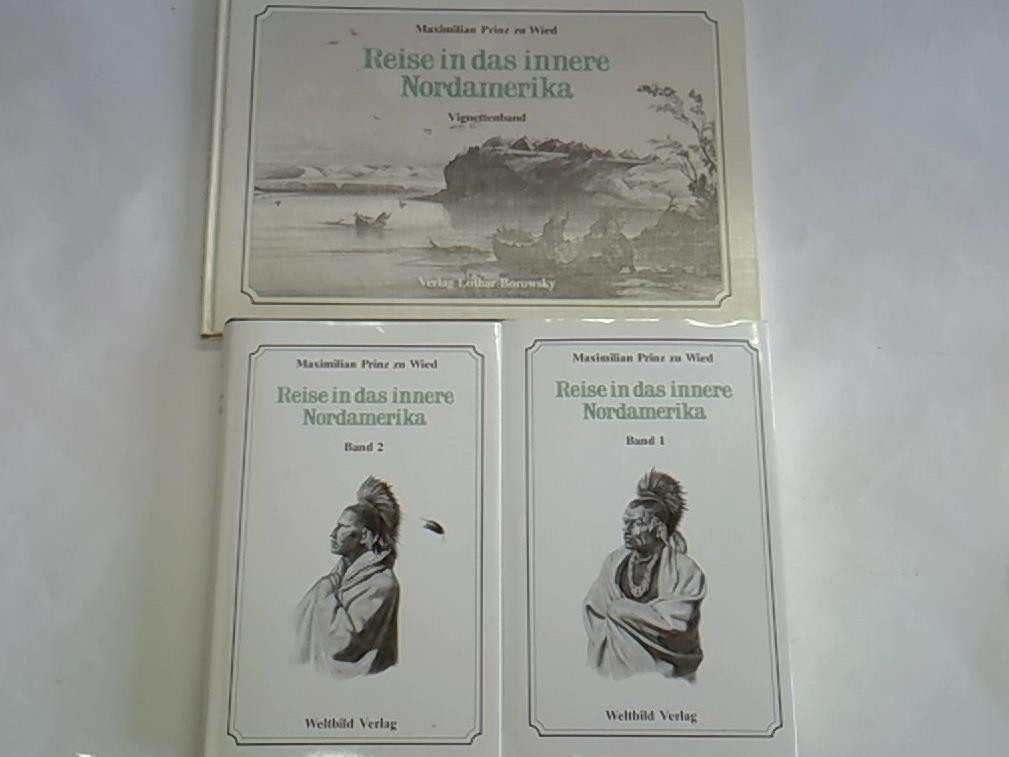 Maximilian Prinz zu Wied
Reise in das innere
Nordamerika
Vignettenband
Verlag Lothar Borowsky
Maximilian Prinz zu Wied
Reise in das innere
Nordamerika
Band 2
Weltbild Verlag
Maximilian Prinz zu Wied
Reise in das innere
Nordamerika
Band 1
Weltbild Verlag